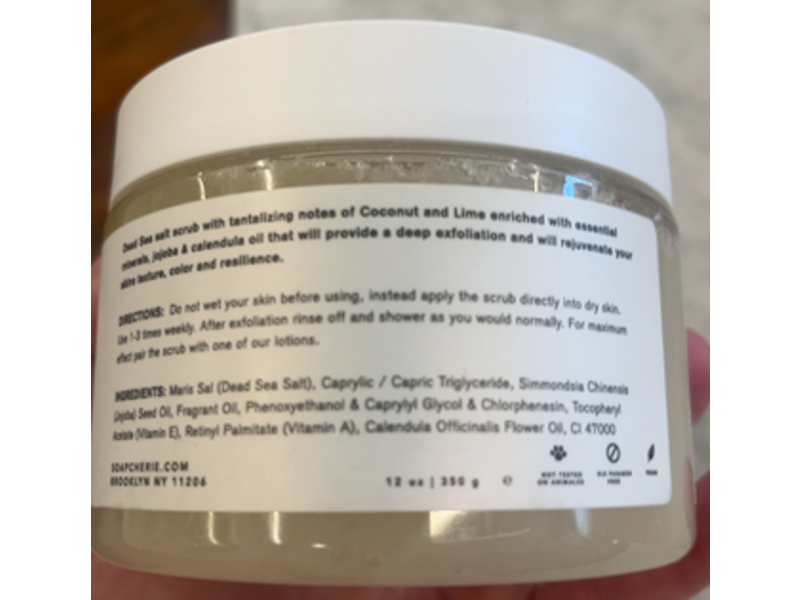 Dead Sea salt scrub with tantalizing notes of Coconut and Lime enriched with essential
minerals, jojoba & calendula oil that will provide a deep exfoliation and will rejuvenate your
skins texture, color and resilience.
DIRECTIONS: Do not wet your skin before using, instead apply the scrub directly into dry skin.
Use 1-3 times weekly. After exfoliation rinse off and shower as you would normally. For maximum
effect pair the scrub with one of our lotions.
INGREDIENTS: Maris Sal (Dead Sea Salt), Caprylic / Capric Triglyceride, Simmondsia Chinensis
(Jojoba) Seed Oil, Fragrant Oil, Phenoxyethanol & Caprylyl Glycol & Chlorphenesin, Tocopheryl
Acetate (Vitamin E), Retinyl Palmitate (Vitamin A), Calendula Officinalis Flower Oil, CI 47000
SOAPCHERIE.COM
BROOKLYN NY 11206
12 oz | 350 g e
NOT TESTED
ON ANIMALS
PARABEN
FREE
VEGAN